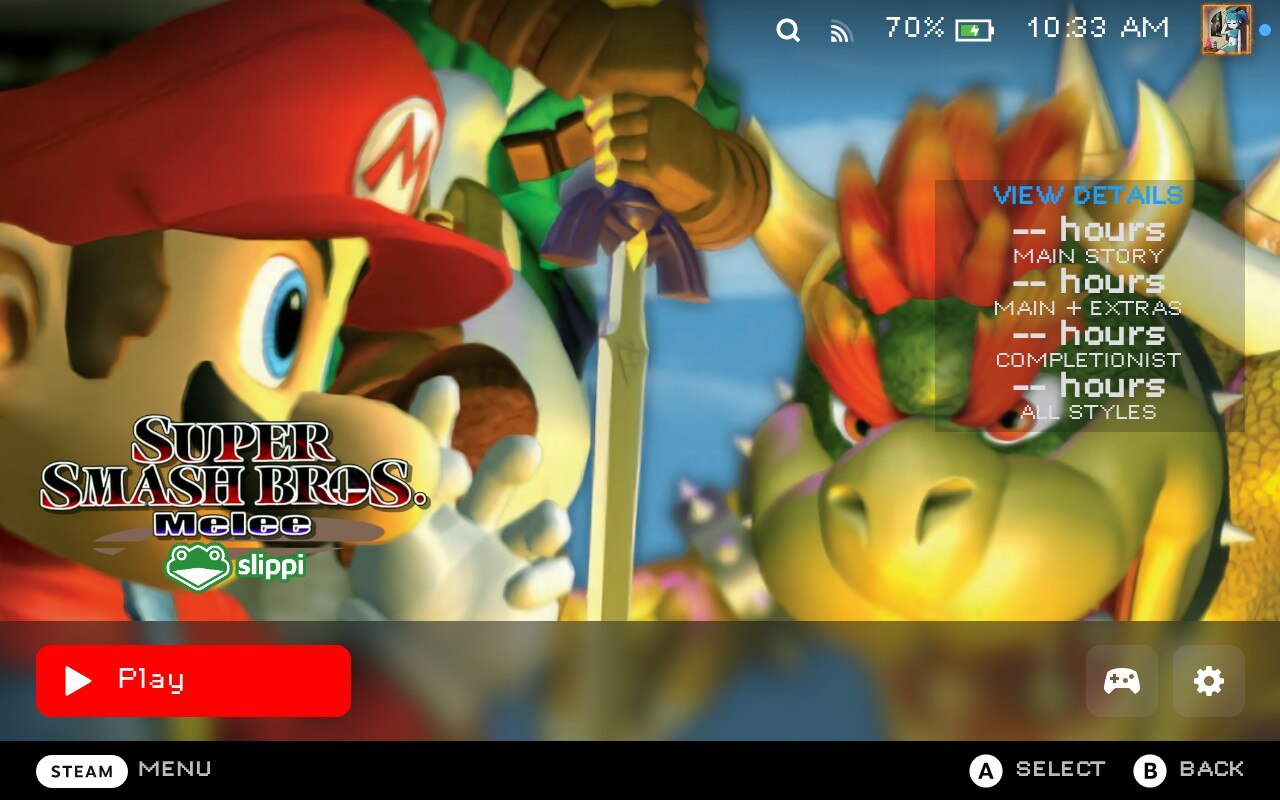 70%
10:33 AM
M
VIEW DETAILS
-- hours
MAIN STORY
-- hours
MAIN + EXTRAS
-- hours
COMPLETIONIST
-- hours
ALL STYLES
SUPER
SMASH BROS.
Melee
slippi
Play
STEAM MENU
A SELECT B BACK